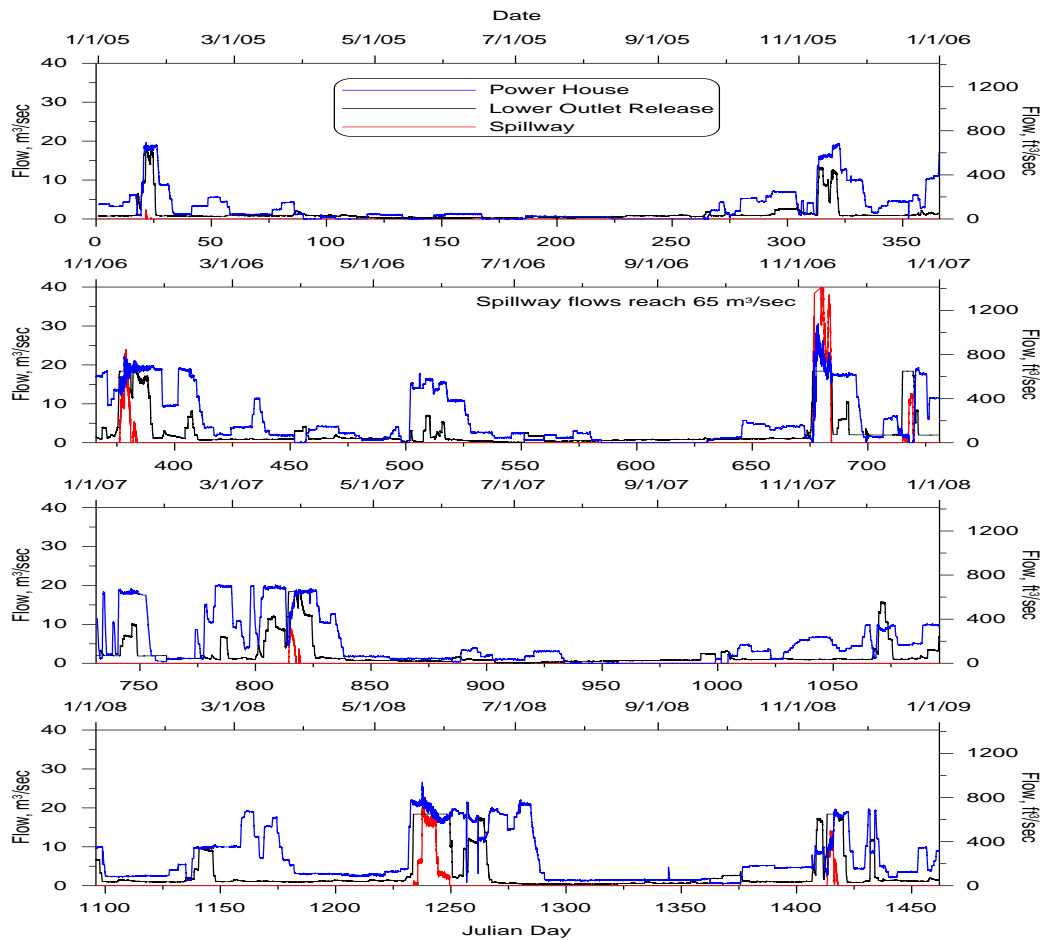 Date
1/1/05 3/1/05 5/1/05 7/1/05 9/1/05 11/1/05 1/1/06
40 30 20 10 0
Flow, m³/sec
Power House
Lower Outlet Release
Spillway
1200 800 400 0
Flow, ft³/sec
0 50 100 150 200 250 300 350
1/1/06 3/1/06 5/1/06 7/1/06 9/1/06 11/1/06 1/1/07
40 30 20 10 0
Flow, m³/sec
Spillway flows reach 65 m³/sec
1200 800 400 0
Flow, ft³/sec
400 450 500 550 600 650 700
1/1/07 3/1/07 5/1/07 7/1/07 9/1/07 11/1/07 1/1/08
40 30 20 10 0
Flow, m³/sec
1200 800 400 0
Flow, ft³/sec
750 800 850 900 950 1000 1050
1/1/08 3/1/08 5/1/08 7/1/08 9/1/08 11/1/08 1/1/09
40 30 20 10 0
Flow, m³/sec
1200 800 400 0
Flow, ft³/sec
1100 1150 1200 1250 1300 1350 1400 1450
Julian Day